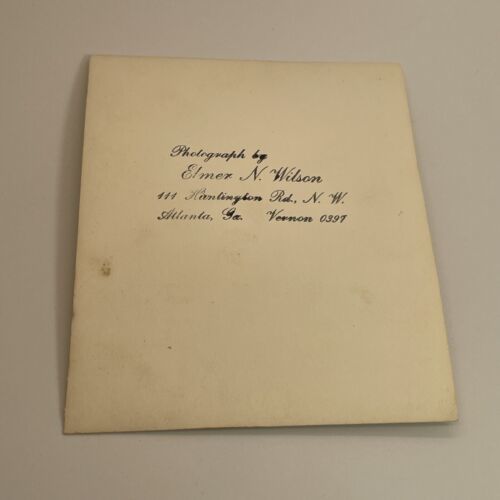 Photograph by
Elmer N. Wilson
111 Huntington Rd., N. W.
Atlanta, Ga. Vernon 0397